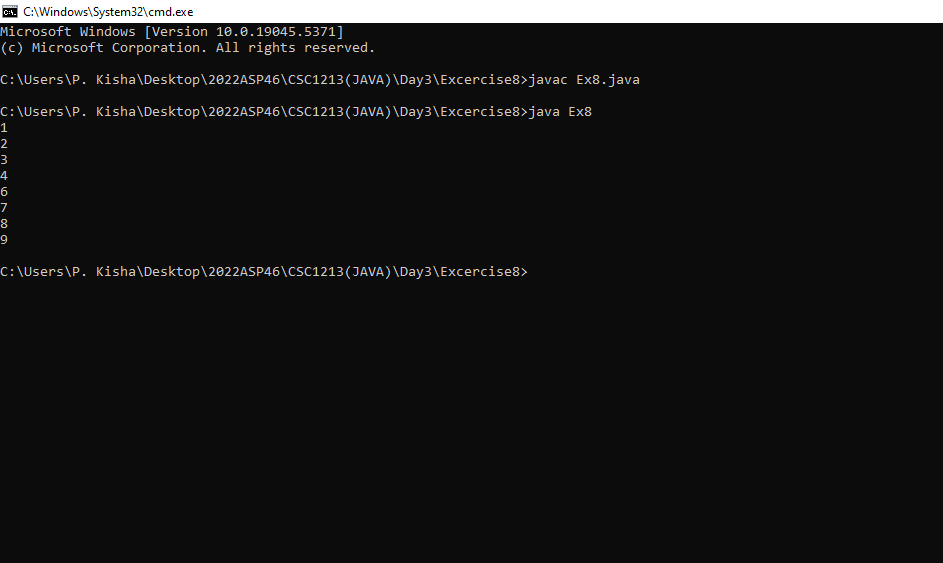 C:\Windows\System32\cmd.exe
Microsoft Windows [Version 10.0.19045.5371]
(c) Microsoft Corporation. All rights reserved.
C:\Users\P. Kisha\Desktop\2022ASP46\CSC1213(JAVA)\Day3\Excercise8>javac Ex8.java
C:\Users\P. Kisha\Desktop\2022ASP46\CSC1213(JAVA)\Day3\Excercise8>java Ex8
1
2
3
4
6
7
8
9
C:\Users\P. Kisha\Desktop\2022ASP46\CSC1213(JAVA)\Day3\Excercise8>